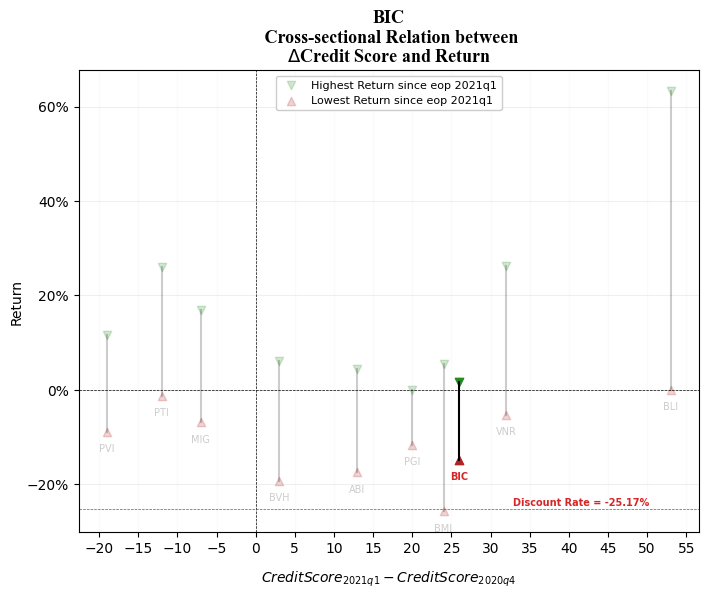 BIC
Cross-sectional Relation between
ΔCredit Score and Return
Highest Return since eop 2021q1
Lowest Return since eop 2021q1
60%
40%
20%
0%
−20%
Return
PVI
PTI
MIG
BVH
ABI
PGI
BMI
BIC
VNR
BLI
Discount Rate = -25.17%
−20 −15 −10 −5 0 5 10 15 20 25 30 35 40 45 50 55
CreditScore2021q1 − CreditScore2020q4